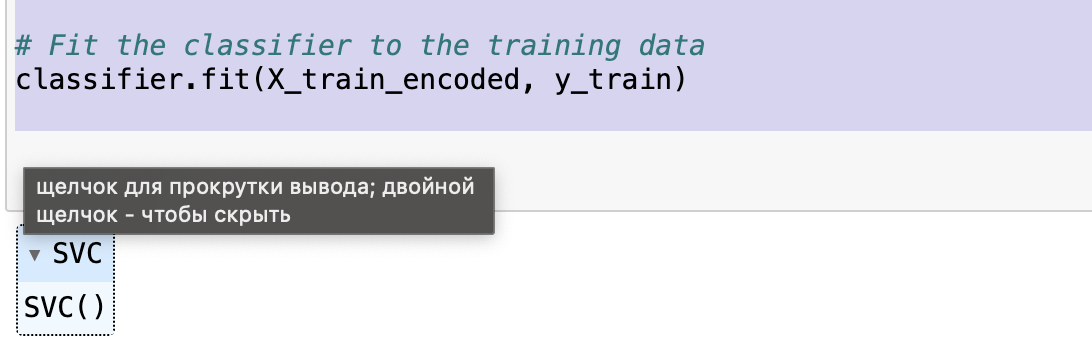 # Fit the classifier to the training data
classifier.fit(X_train_encoded, y_train)
щелчок для прокрутки вывода; двойной
щелчок - чтобы скрыть
▼ SVC
SVC()